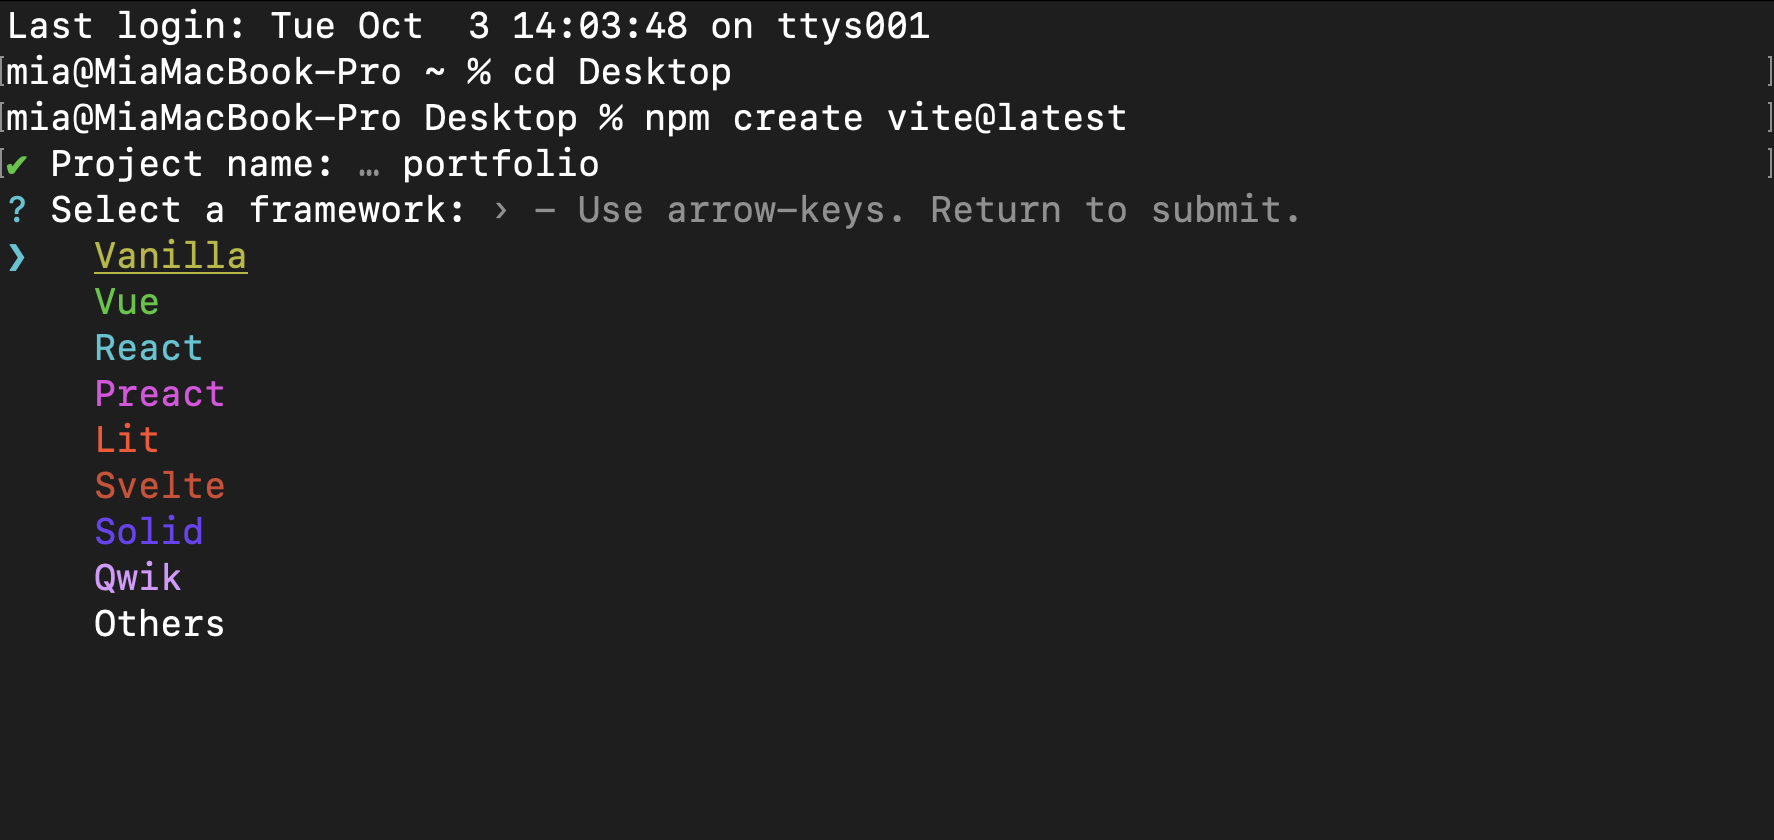 Last login: Tue Oct  3 14:03:48 on ttys001
[mia@MiaMacBook-Pro ~ % cd Desktop ]
[mia@MiaMacBook-Pro Desktop % npm create vite@latest ]
[✔ Project name: … portfolio ]
? Select a framework: › - Use arrow-keys. Return to submit.
❯   Vanilla
    Vue
    React
    Preact
    Lit
    Svelte
    Solid
    Qwik
    Others